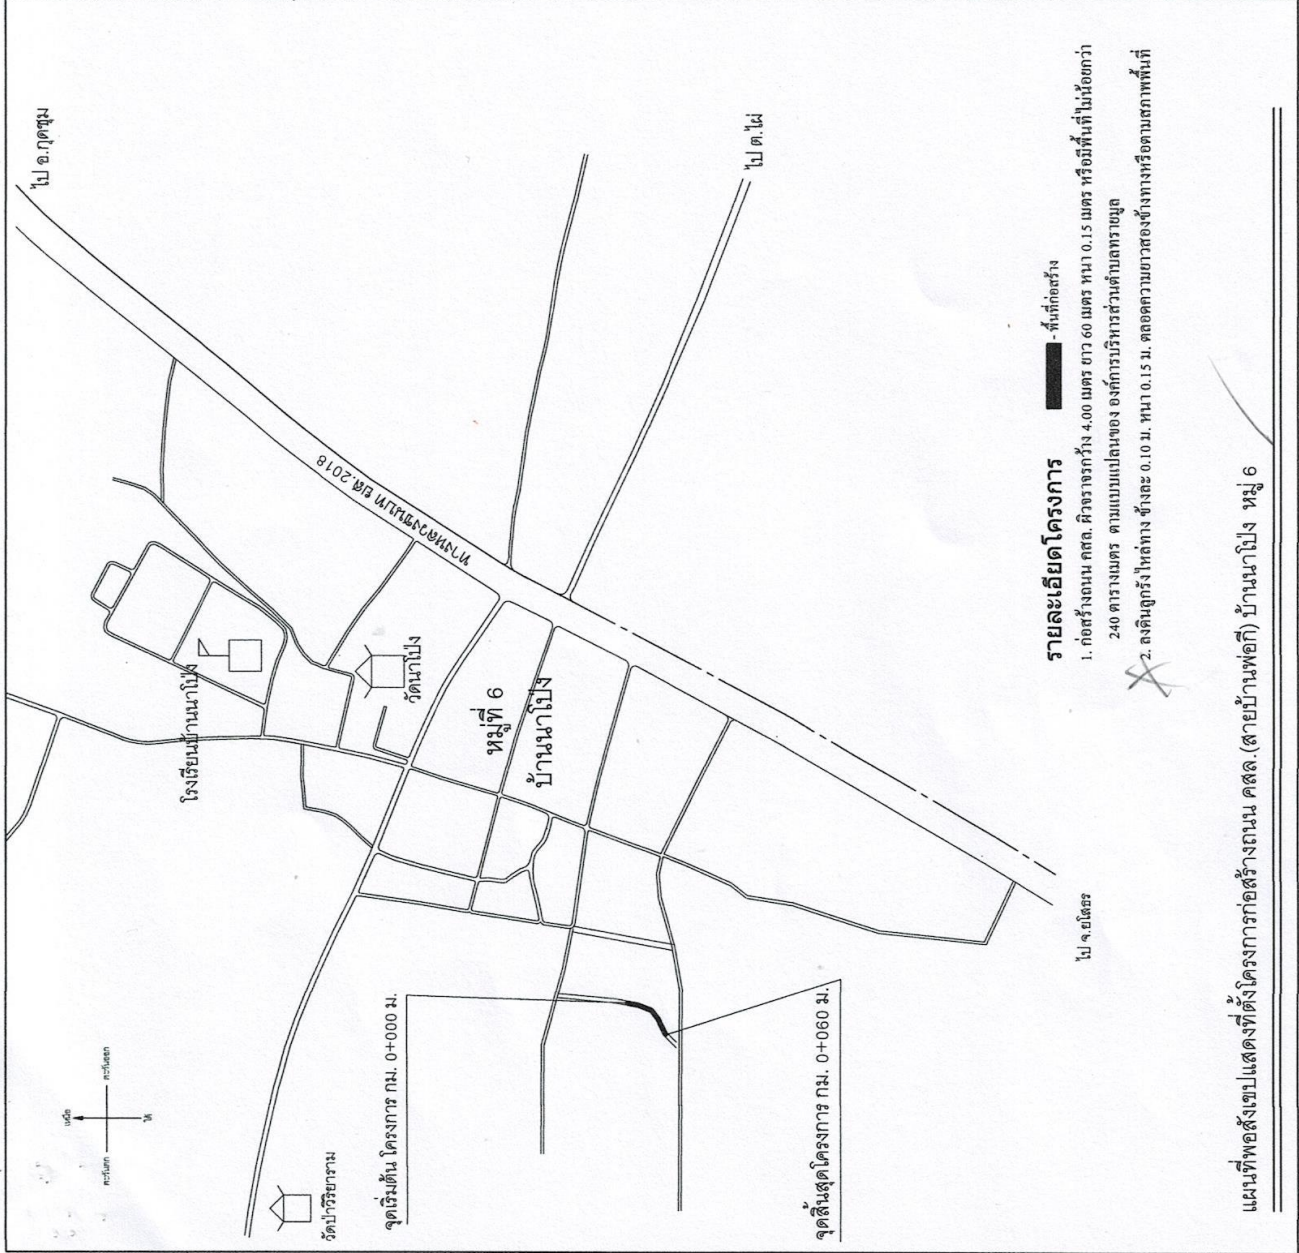 เหนือ
ตะวันตก
ตะวันออก
ใต้
วัดป่าวิริยาราม
จุดเริ่มต้น โครงการ กม. 0+000 ม.
จุดสิ้นสุดโครงการ กม. 0+060 ม.
โรงเรียนบ้านนาโป่ง
วัดนาโป่ง
หมู่ที่ 6
บ้านนาโป่ง
ทางหลวงชนบท ยส.2018
ไป อ.กุดชุม
ไป ต.ไผ่
ไป จ.ยโสธร
รายละเอียดโครงการ
- พื้นที่ก่อสร้าง
1. ก่อสร้างถนน คสล. ผิวจราจรกว้าง 4.00 เมตร ยาว 60 เมตร หนา 0.15 เมตร หรือมีพื้นที่ไม่น้อยกว่า
240 ตารางเมตร ตามแบบแปลนของ องค์การบริหารส่วนตำบลทรายมูล
2. ลงดินลูกรังไหล่ทาง ข้างละ 0.10 ม. หนา 0.15 ม. ตลอดความยาวสองข้างทางหรือตามสภาพพื้นที่
แผนที่พอสังเขปแสดงที่ตั้งโครงการก่อสร้างถนน คสล.(สายบ้านพ่อกี) บ้านนาโป่ง หมู่ 6